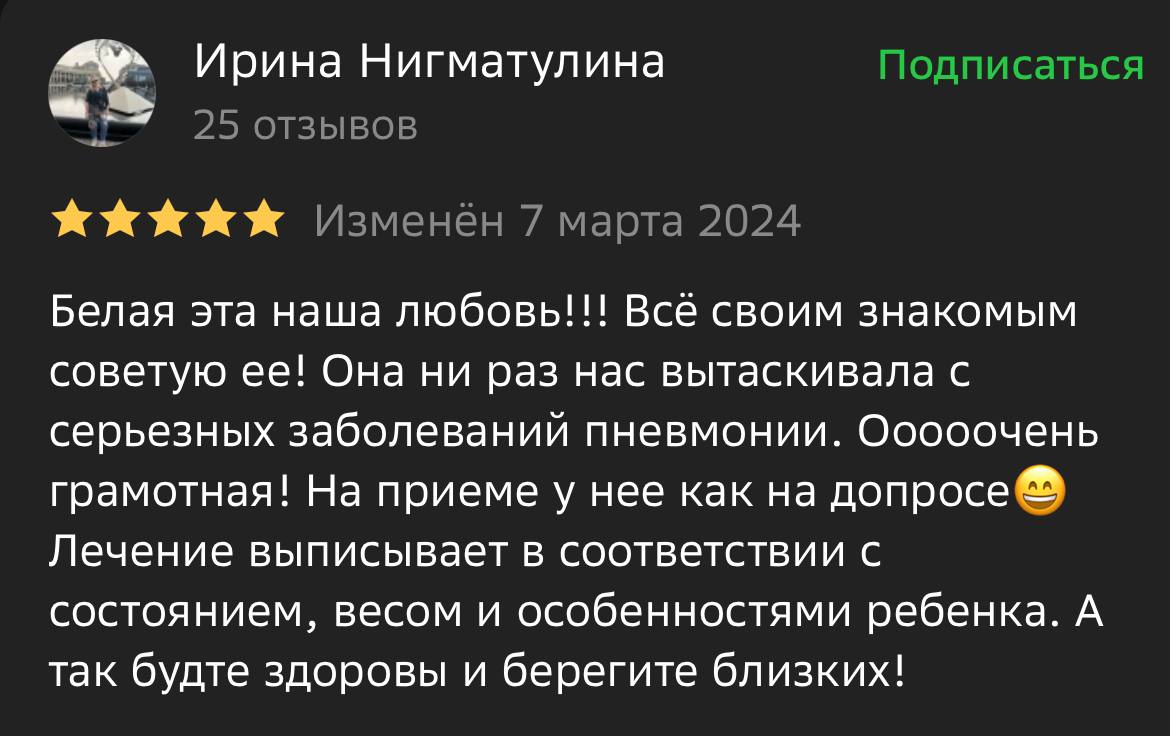 Ирина Нигматулина
Подписаться
25 отзывов
Изменён 7 марта 2024
Белая эта наша любовь!!! Всё своим знакомым
советую ее! Она ни раз нас вытаскивала с
серьезных заболеваний пневмонии. Ооооочень
грамотная! На приеме у нее как на допросе😄
Лечение выписывает в соответствии с
состоянием, весом и особенностями ребенка. А
так будте здоровы и берегите близких!